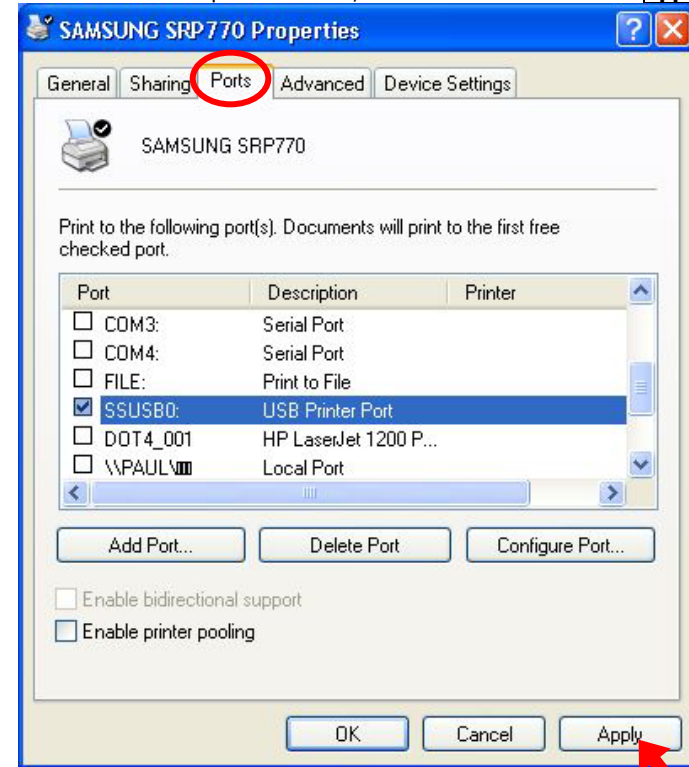 SAMSUNG SRP770 Properties
General Sharing Ports Advanced Device Settings
SAMSUNG SRP770
Print to the following port(s). Documents will print to the first free
checked port.
Port Description Printer
COM3: Serial Port
COM4: Serial Port
FILE: Print to File
SSUSB0: USB Printer Port
DOT4_001 HP LaserJet 1200 P...
\\PAUL\ Local Port
Add Port... Delete Port Configure Port...
Enable bidirectional support
Enable printer pooling
OK Cancel Apply